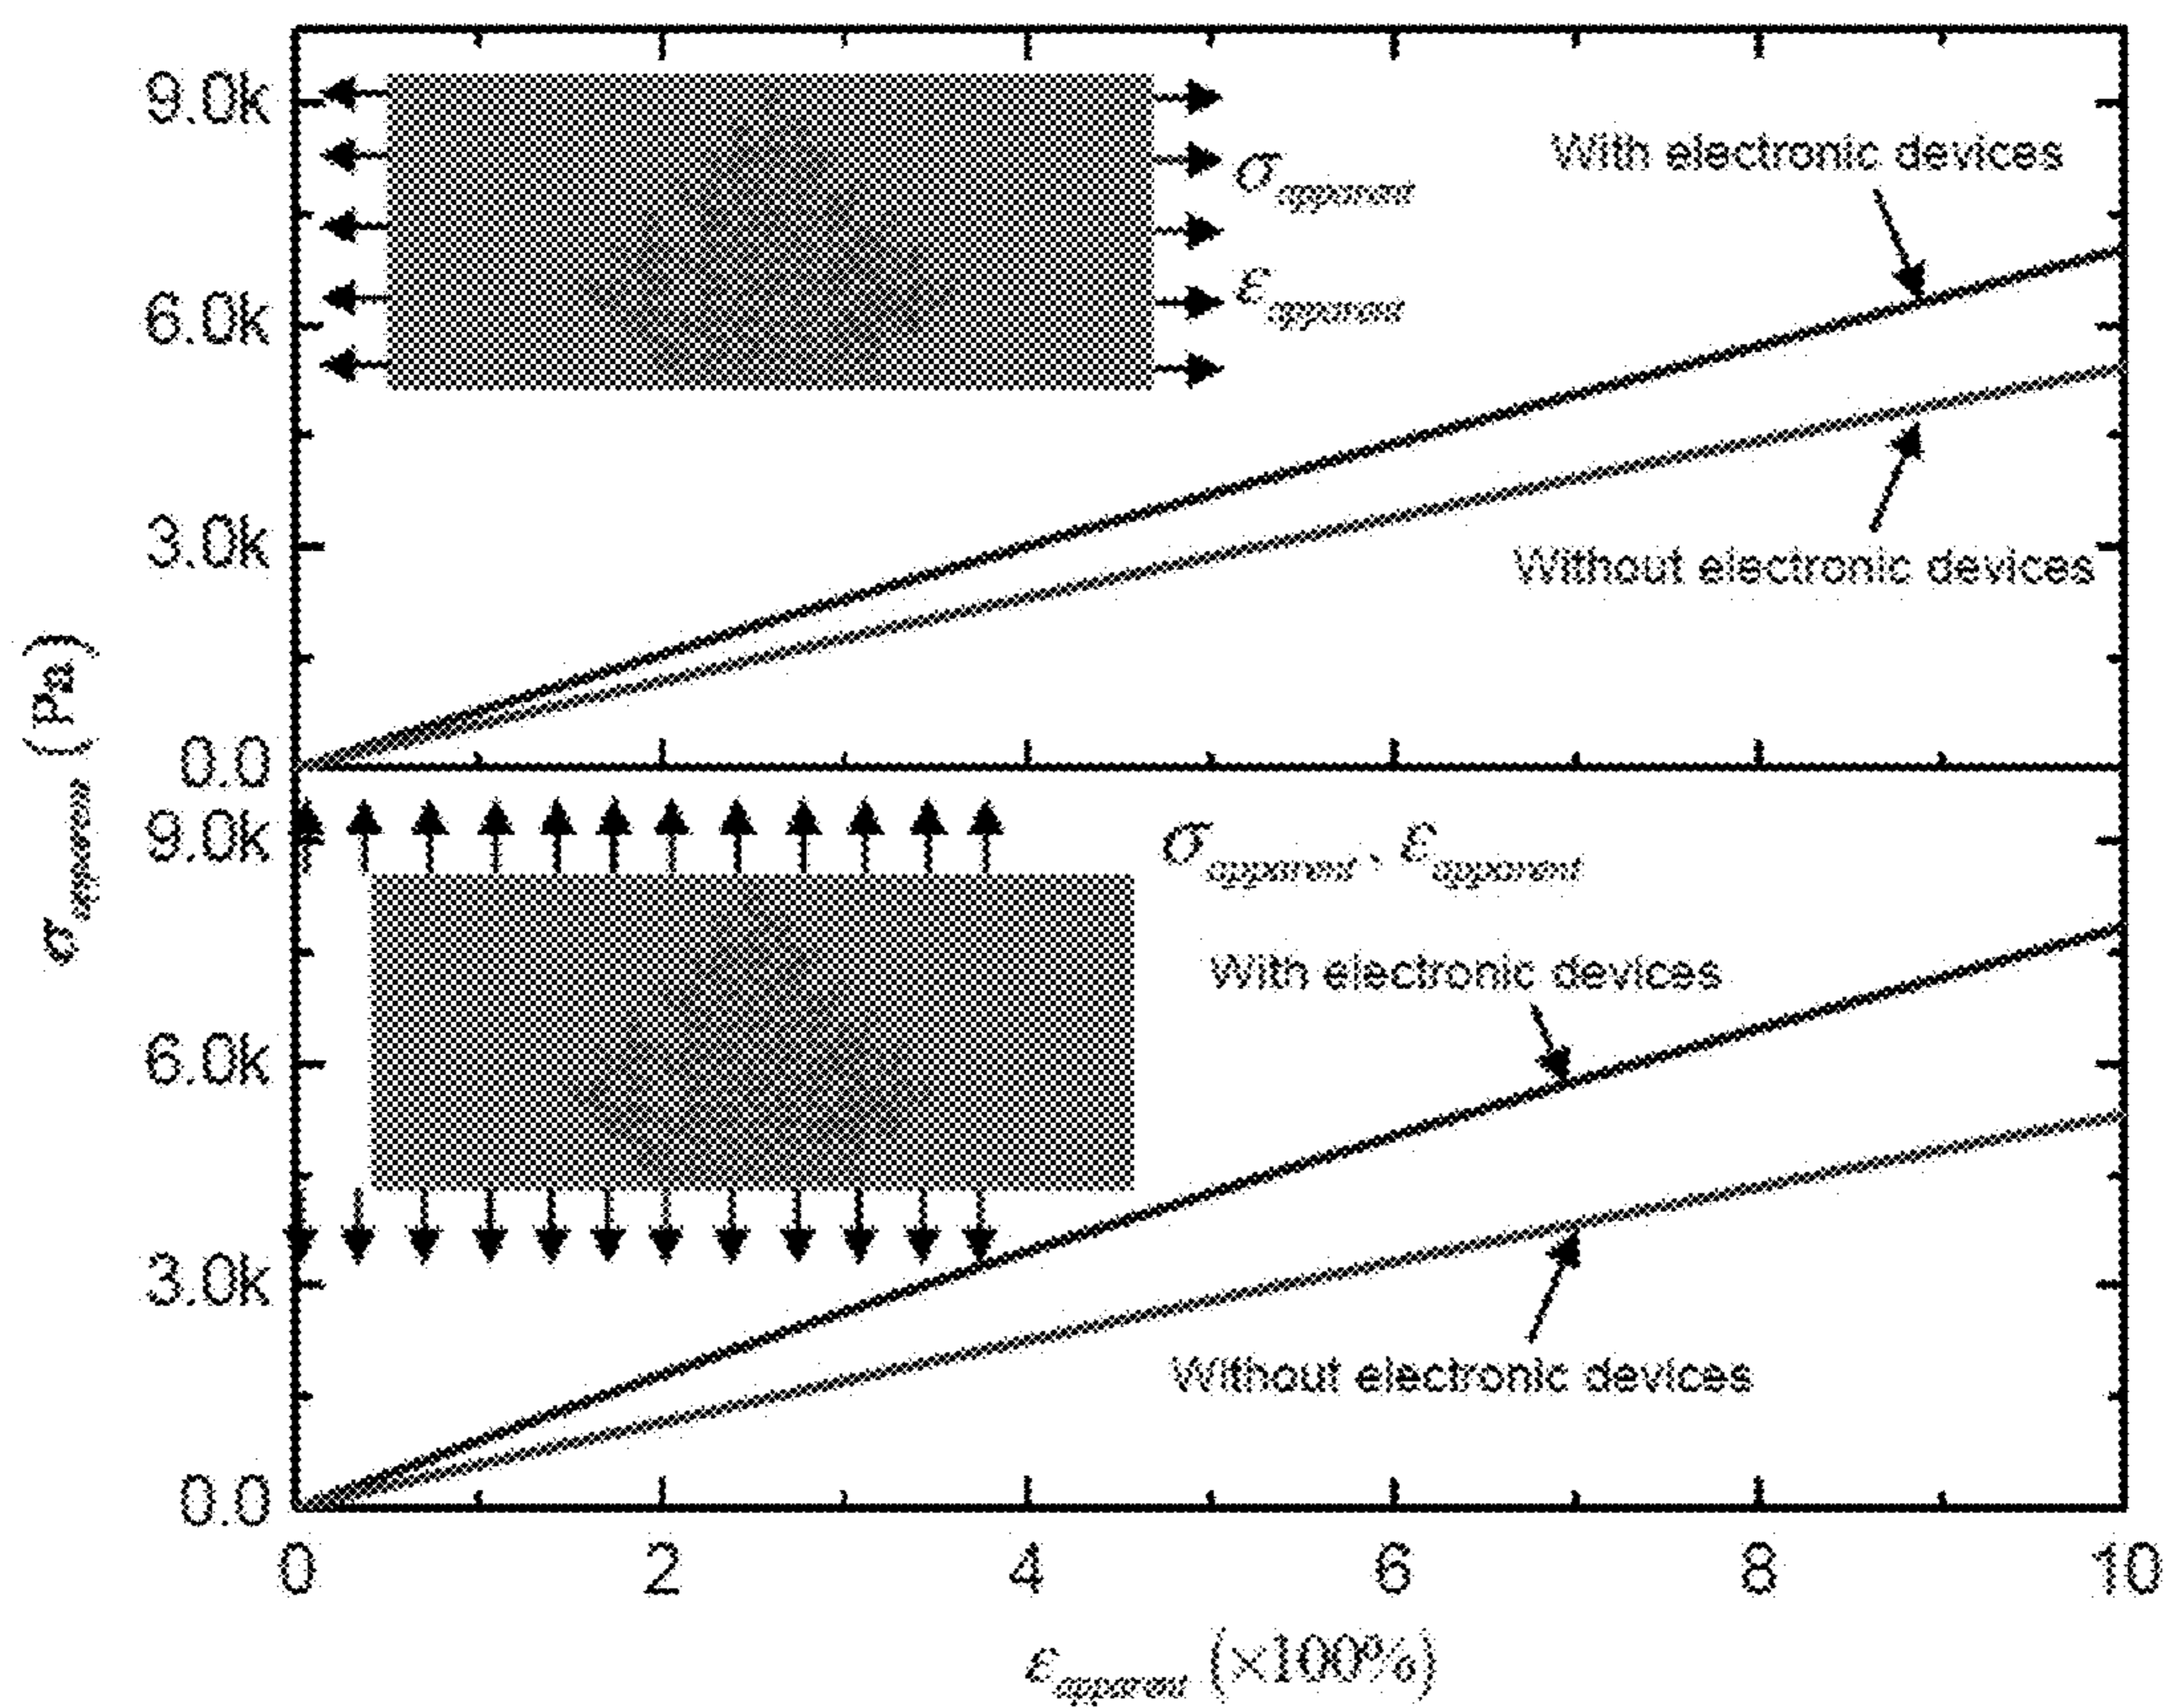 9.0k
6.0k
3.0k
0.0
σapparent
εapparent
With electronic devices
Without electronic devices
σapparent (Pa)
9.0k
6.0k
3.0k
0.0
σapparent, εapparent
With electronic devices
Without electronic devices
0 2 4 6 8 10
εapparent (×100%)